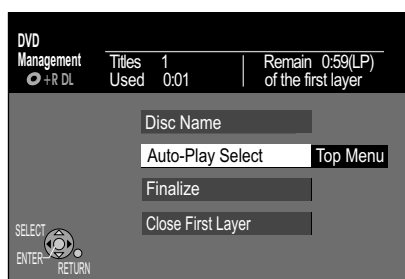 DVD
Management
+R DL
Titles 1
Used 0:01
Remain 0:59(LP)
of the first layer
Disc Name
Auto-Play Select Top Menu
Finalize
Close First Layer
SELECT
ENTER
RETURN